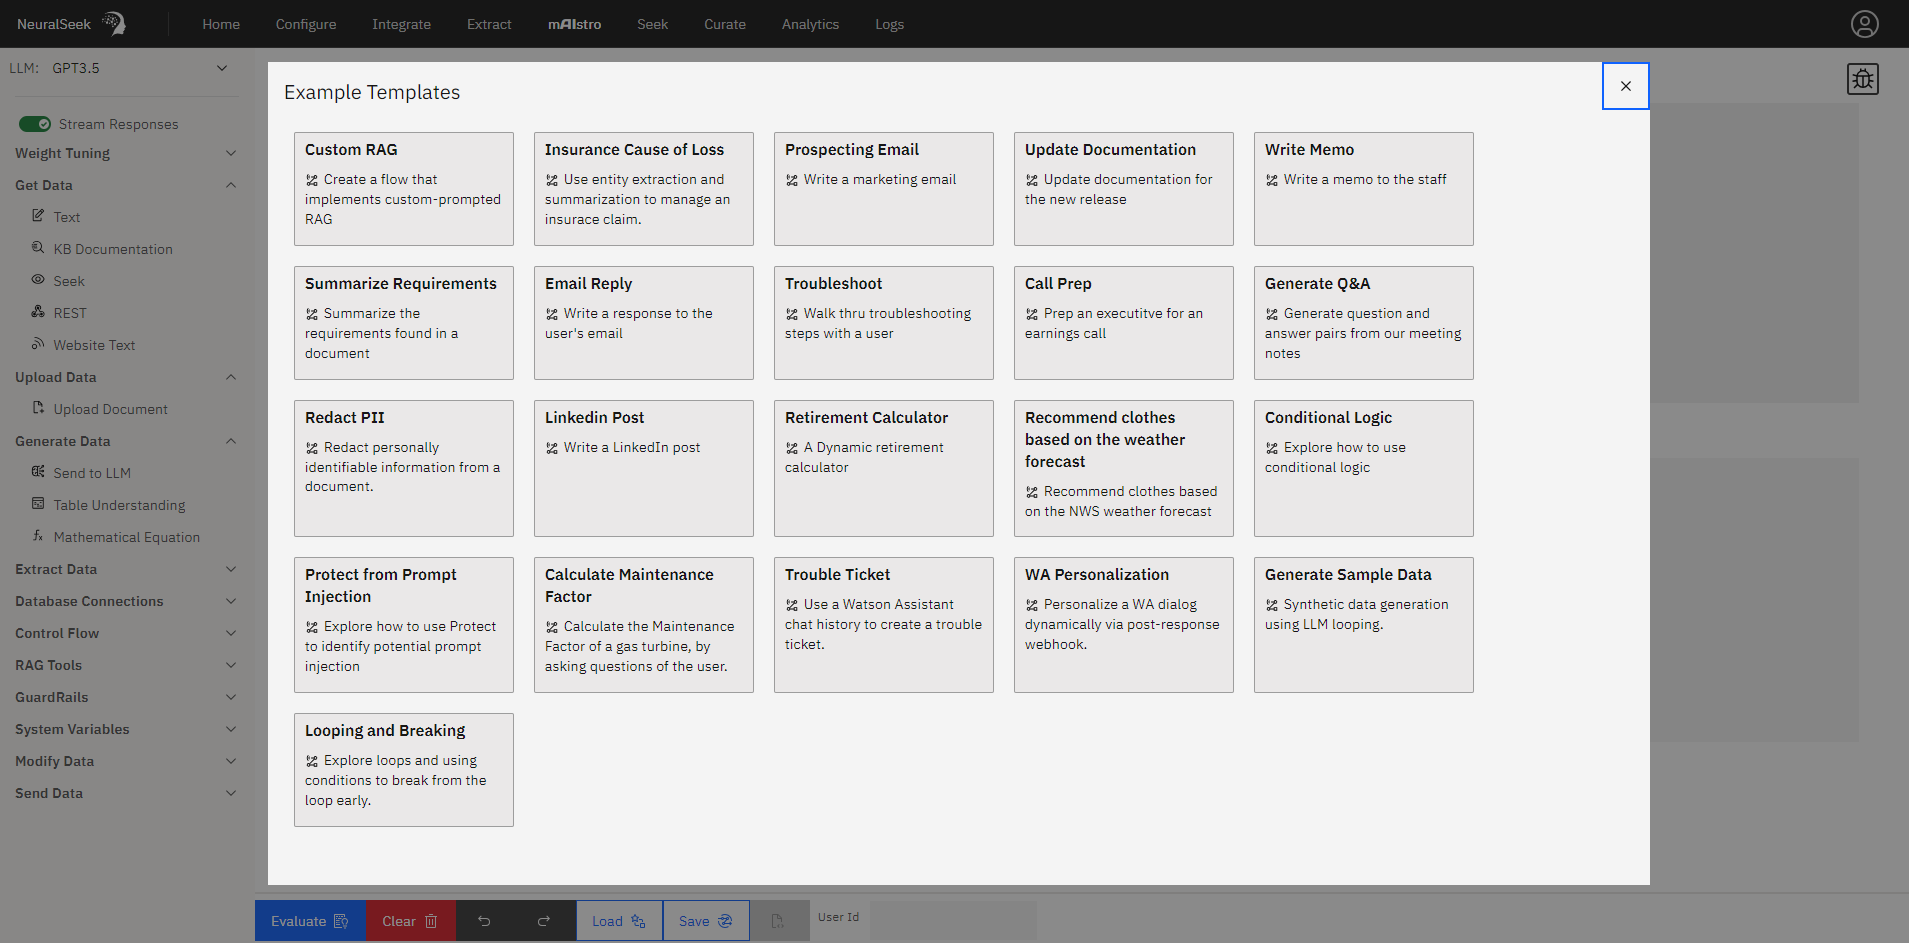 NeuralSeek
Home
Configure
Integrate
Extract
mAIstro
Seek
Curate
Analytics
Logs
LLM: GPT3.5
Stream Responses
Weight Tuning
Get Data
Text
KB Documentation
Seek
REST
Website Text
Upload Data
Upload Document
Generate Data
Send to LLM
Table Understanding
Mathematical Equation
Extract Data
Database Connections
Control Flow
RAG Tools
GuardRails
System Variables
Modify Data
Send Data
Example Templates
Custom RAG
Create a flow that
implements custom-prompted
RAG
Insurance Cause of Loss
Use entity extraction and
summarization to manage an
insurace claim.
Prospecting Email
Write a marketing email
Update Documentation
Update documentation for
the new release
Write Memo
Write a memo to the staff
Summarize Requirements
Summarize the
requirements found in a
document
Email Reply
Write a response to the
user's email
Troubleshoot
Walk thru troubleshooting
steps with a user
Call Prep
Prep an executitve for an
earnings call
Generate Q&A
Generate question and
answer pairs from our meeting
notes
Redact PII
Redact personally
identifiable information from a
document.
Linkedin Post
Write a LinkedIn post
Retirement Calculator
A Dynamic retirement
calculator
Recommend clothes
based on the weather
forecast
Recommend clothes based
on the NWS weather forecast
Conditional Logic
Explore how to use
conditional logic
Protect from Prompt
Injection
Explore how to use Protect
to identify potential prompt
injection
Calculate Maintenance
Factor
Calculate the Maintenance
Factor of a gas turbine, by
asking questions of the user.
Trouble Ticket
Use a Watson Assistant
chat history to create a trouble
ticket.
WA Personalization
Personalize a WA dialog
dynamically via post-response
webhook.
Generate Sample Data
Synthetic data generation
using LLM looping.
Looping and Breaking
Explore loops and using
conditions to break from the
loop early.
Evaluate
Clear
Load
Save
User Id